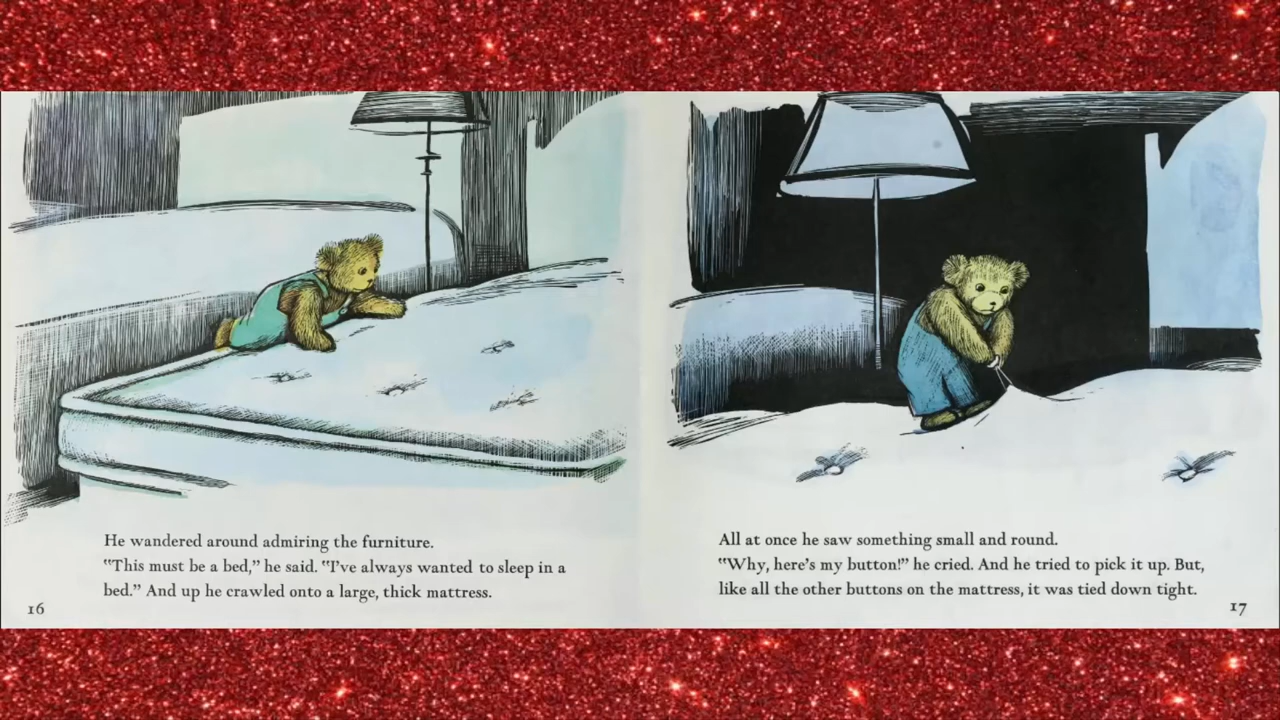 He wandered around admiring the furniture.
"This must be a bed," he said. "I've always wanted to sleep in a
bed." And up he crawled onto a large, thick mattress.
16
All at once he saw something small and round.
"Why, here's my button!" he cried. And he tried to pick it up. But,
like all the other buttons on the mattress, it was tied down tight.
17